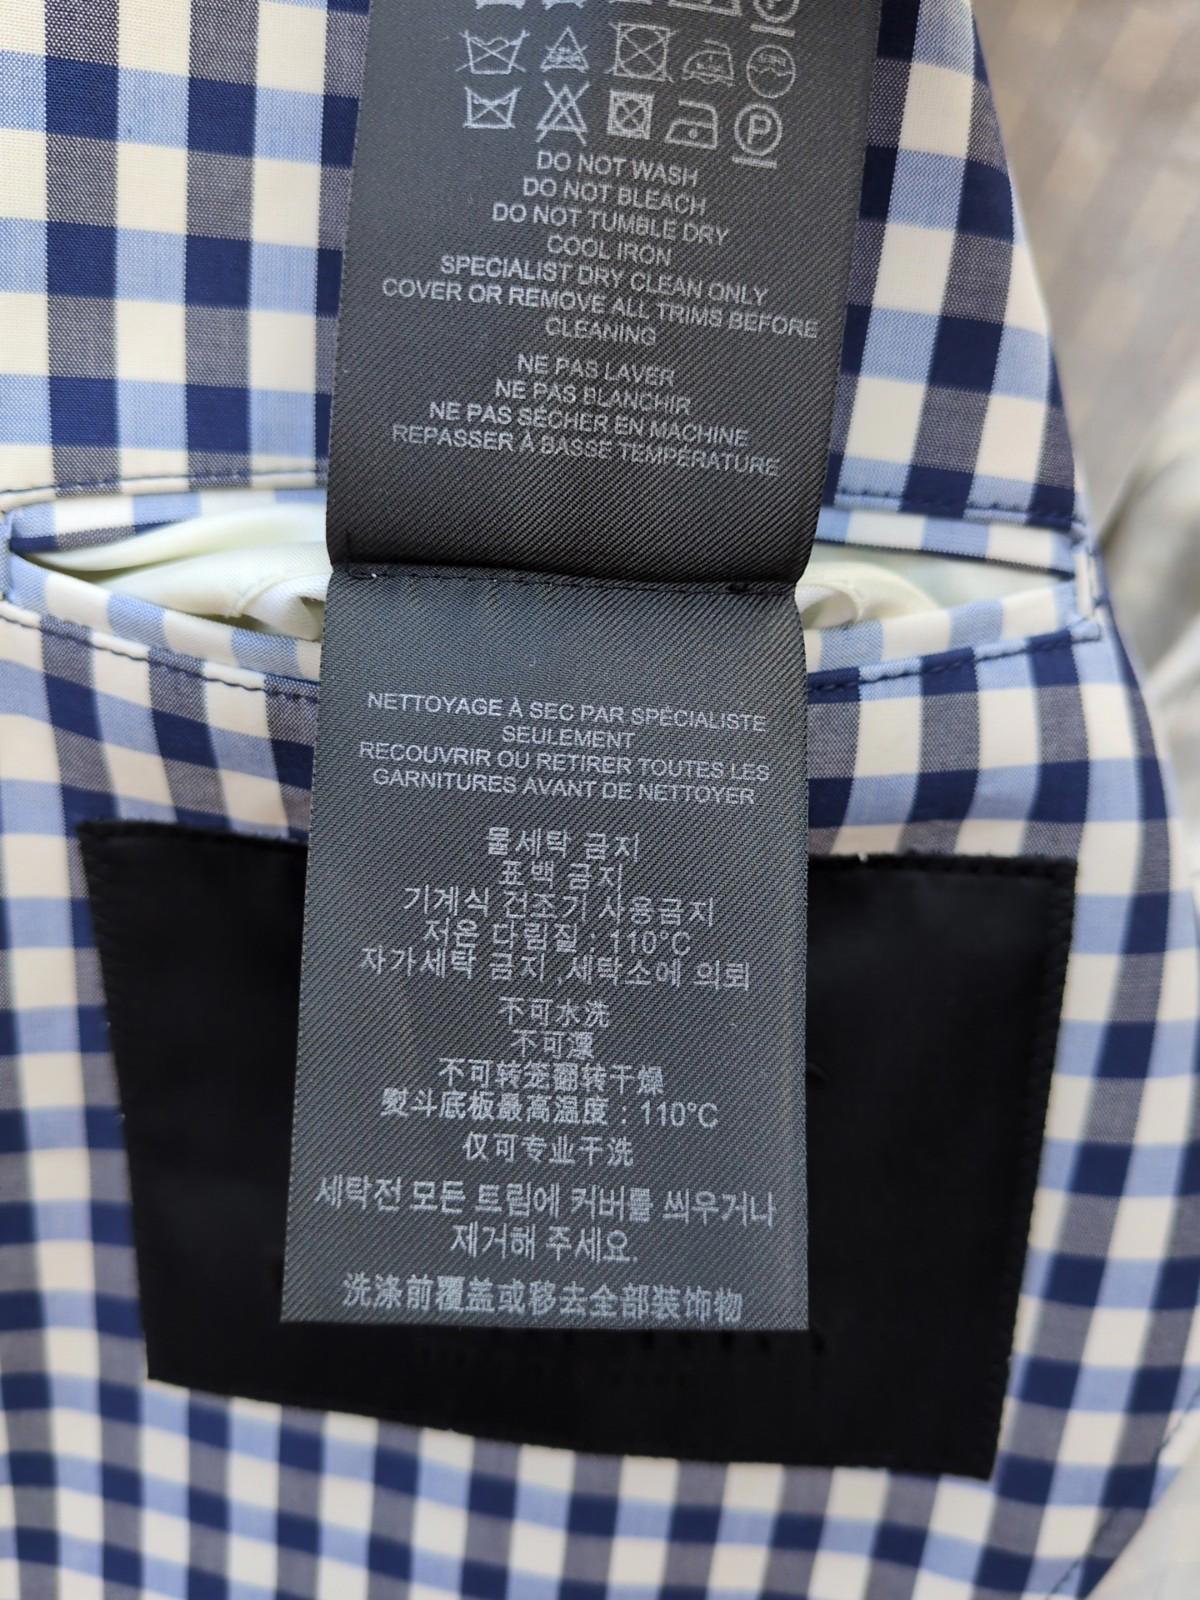 DO NOT WASH
DO NOT BLEACH
DO NOT TUMBLE DRY
COOL IRON
SPECIALIST DRY CLEAN ONLY
COVER OR REMOVE ALL TRIMS BEFORE
CLEANING
NE PAS LAVER
NE PAS BLANCHIR
NE PAS SÉCHER EN MACHINE
REPASSER À BASSE TEMPÉRATURE
NETTOYAGE À SEC PAR SPÉCIALISTE
SEULEMENT
RECOUVRIR OU RETIRER TOUTES LES
GARNITURES AVANT DE NETTOYER
물세탁 금지
표백 금지
기계식 건조기 사용금지
저온 다림질 : 110°C
자가세탁 금지 ,세탁소에 의뢰
不可水洗
不可漂
不可转笼翻转干燥
熨斗底板最高温度 : 110°C
仅可专业干洗
세탁전 모든 트림에 커버를 씌우거나
제거해 주세요.
洗涤前覆盖或移去全部装饰物